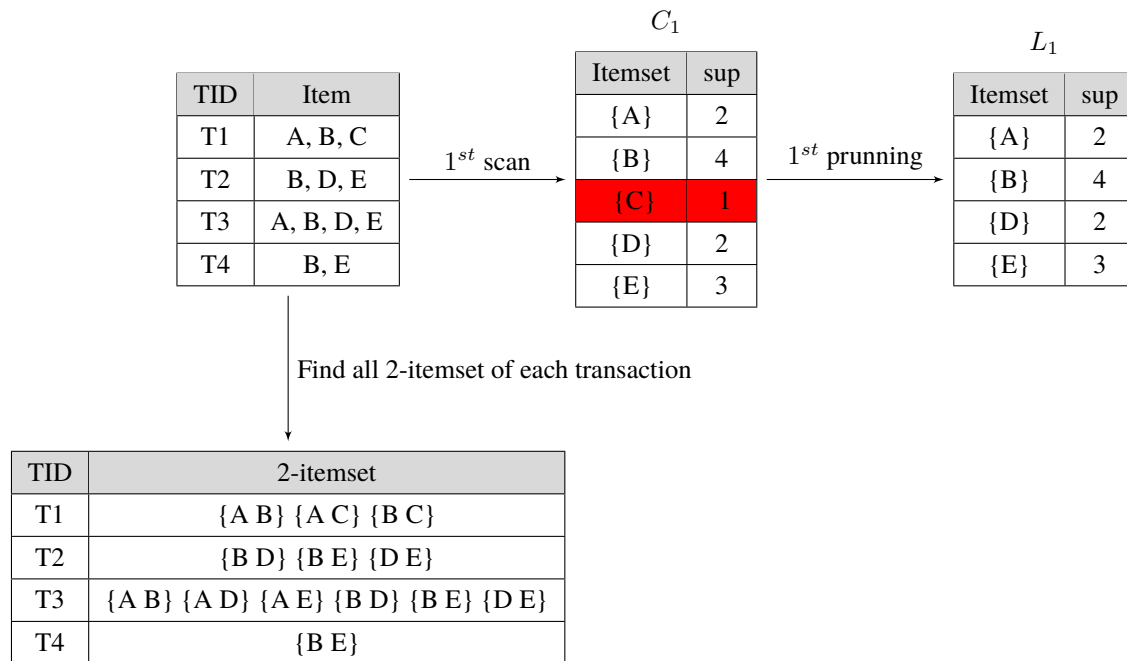 C₁
L₁
TID Item
T1 A, B, C
T2 B, D, E
T3 A, B, D, E
T4 B, E
1ˢᵗ scan
Itemset sup
{A} 2
{B} 4
{C} 1
{D} 2
{E} 3
1ˢᵗ prunning
Itemset sup
{A} 2
{B} 4
{D} 2
{E} 3
Find all 2-itemset of each transaction
TID 2-itemset
T1 {A B} {A C} {B C}
T2 {B D} {B E} {D E}
T3 {A B} {A D} {A E} {B D} {B E} {D E}
T4 {B E}